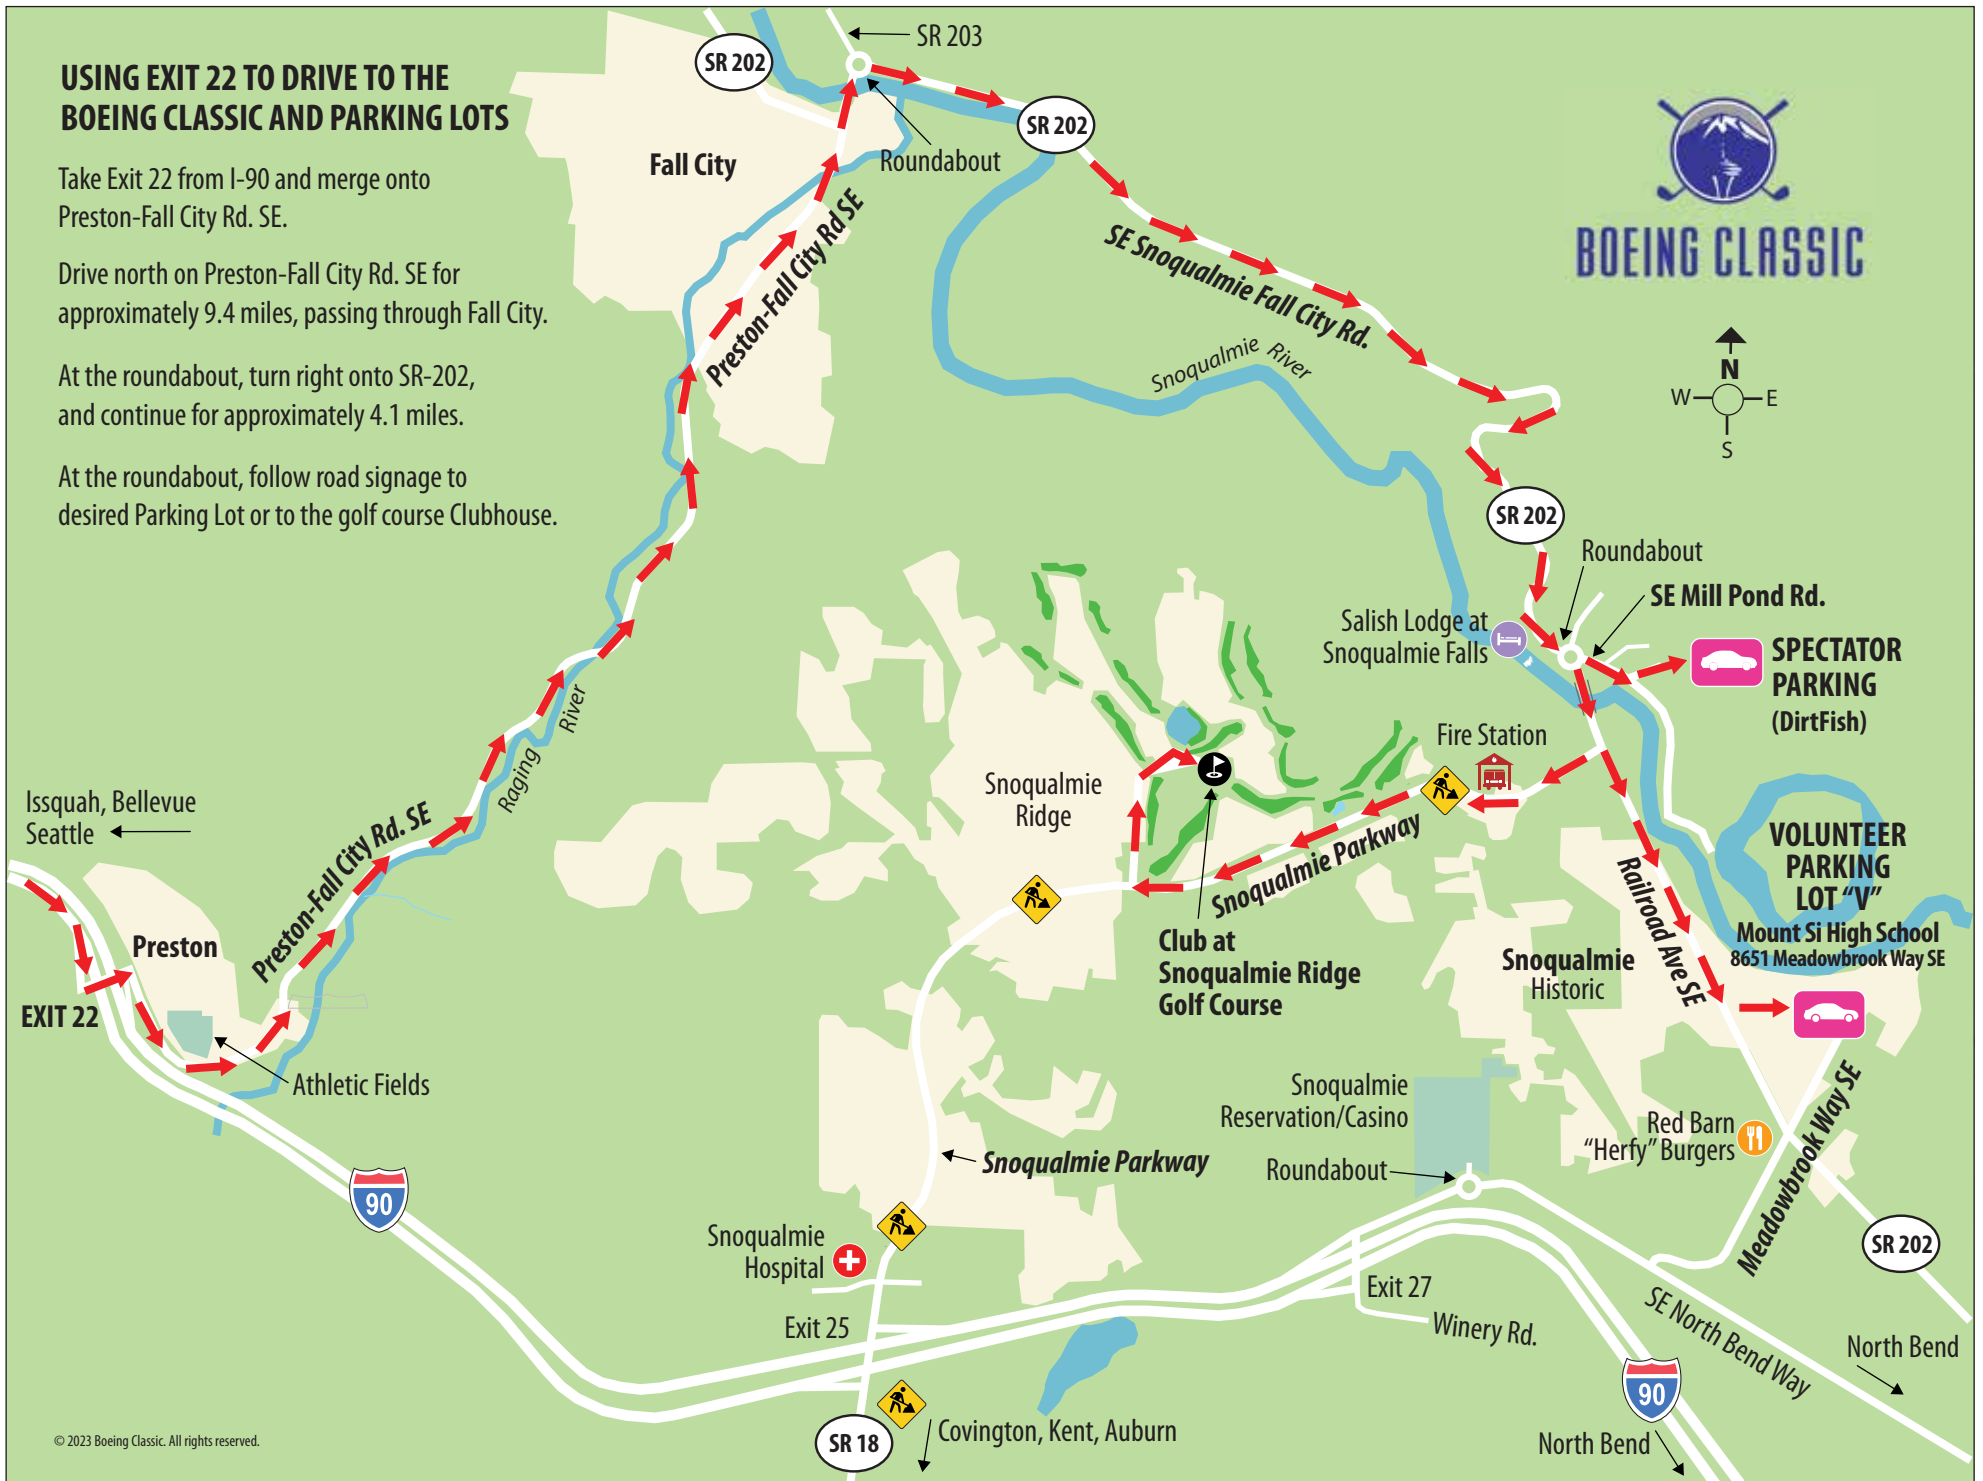 USING EXIT 22 TO DRIVE TO THE
BOEING CLASSIC AND PARKING LOTS
Take Exit 22 from I-90 and merge onto
Preston-Fall City Rd. SE.
Drive north on Preston-Fall City Rd. SE for
approximately 9.4 miles, passing through Fall City.
At the roundabout, turn right onto SR-202,
and continue for approximately 4.1 miles.
At the roundabout, follow road signage to
desired Parking Lot or to the golf course Clubhouse.
SR 202
SR 203
Fall City
Roundabout
SR 202
Preston-Fall City Rd SE
SE Snoqualmie Fall City Rd.
Snoqualmie River
BOEING CLASSIC
N
W
E
S
SR 202
Roundabout
SE Mill Pond Rd.
Salish Lodge at
Snoqualmie Falls
SPECTATOR
PARKING
(DirtFish)
Fire Station
Snoqualmie
Ridge
Raging River
Issquah, Bellevue
Seattle
Preston-Fall City Rd. SE
Preston
EXIT 22
Athletic Fields
Snoqualmie Parkway
Club at
Snoqualmie Ridge
Golf Course
Railroad Ave SE
VOLUNTEER
PARKING
LOT “V”
Mount Si High School
8651 Meadowbrook Way SE
Snoqualmie
Historic
Snoqualmie
Reservation/Casino
Roundabout
Red Barn
“Herfy” Burgers
Meadowbrook Way SE
Snoqualmie Parkway
90
Snoqualmie
Hospital
Exit 25
Exit 27
Winery Rd.
SR 202
SE North Bend Way
North Bend
90
North Bend
SR 18
Covington, Kent, Auburn
© 2023 Boeing Classic. All rights reserved.